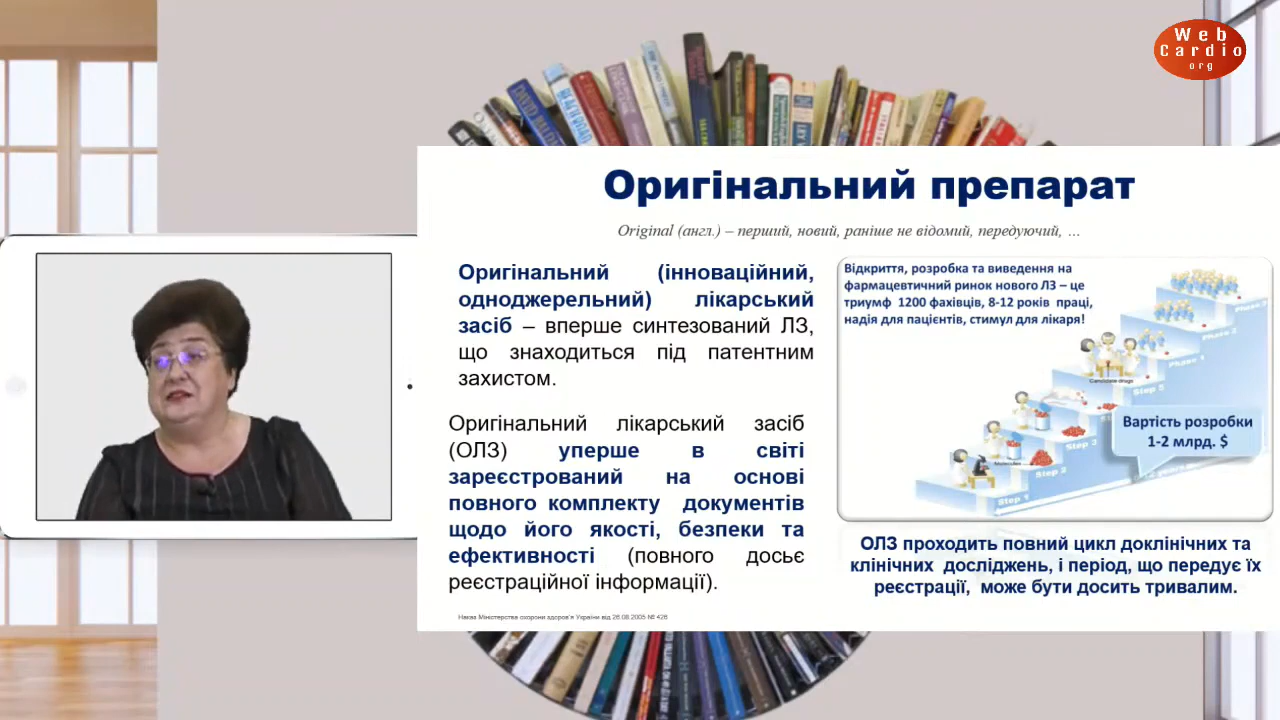 Web
Cardio
org
Оригінальний препарат
Original (англ.) – перший, новий, раніше не відомий, передуючий, …
Оригінальний (інноваційний,
одноджерельний) лікарський
засіб – вперше синтезований ЛЗ,
що знаходиться під патентним
захистом.
Оригінальний лікарський засіб
(ОЛЗ) уперше в світі
зареєстрований на основі
повного комплекту документів
щодо його якості, безпеки та
ефективності (повного досьє
реєстраційної інформації).
Наказ Міністерства охорони здоров'я України від 26.08.2005 № 426
Відкриття, розробка та виведення на
фармацевтичний ринок нового ЛЗ – це
триумф 1200 фахівців, 8-12 років праці,
надія для пацієнтів, стимул для лікаря!
Phase 2
Phase 1
Candidate drugs
Step 5
Step 3
Molecules
Step 2
Step 1
Вартість розробки
1-2 млрд. $
ОЛЗ проходить повний цикл доклінічних та
клінічних досліджень, і період, що передує їх
реєстрації, може бути досить тривалим.